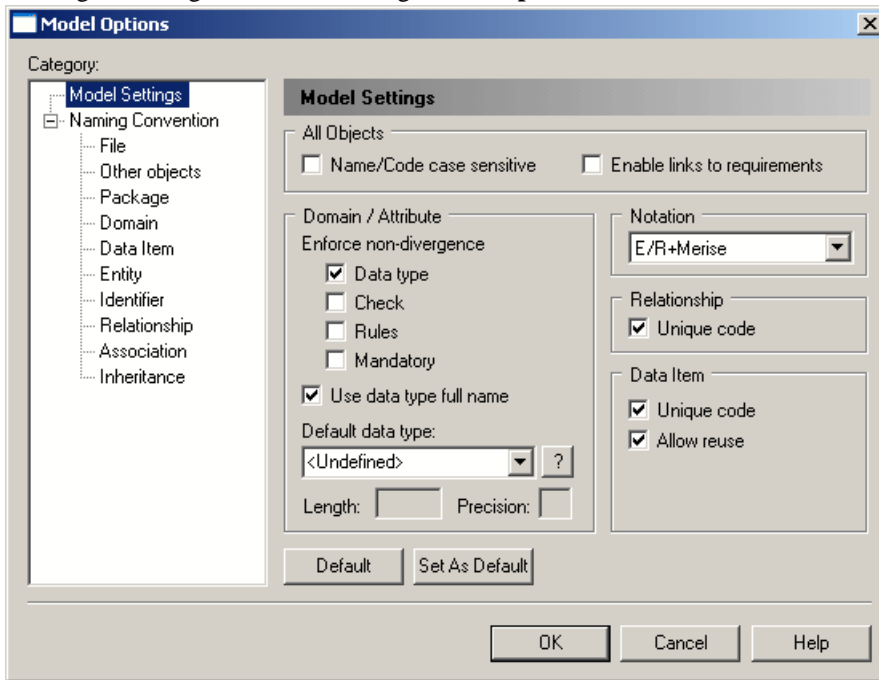 Model Options
Category:
Model Settings
Naming Convention
File
Other objects
Package
Domain
Data Item
Entity
Identifier
Relationship
Association
Inheritance
Model Settings
All Objects
Name/Code case sensitive
Enable links to requirements
Domain / Attribute
Enforce non-divergence
Data type
Check
Rules
Mandatory
Use data type full name
Default data type:
<Undefined>
?
Length:
Precision:
Notation
E/R+Merise
Relationship
Unique code
Data Item
Unique code
Allow reuse
Default
Set As Default
OK
Cancel
Help